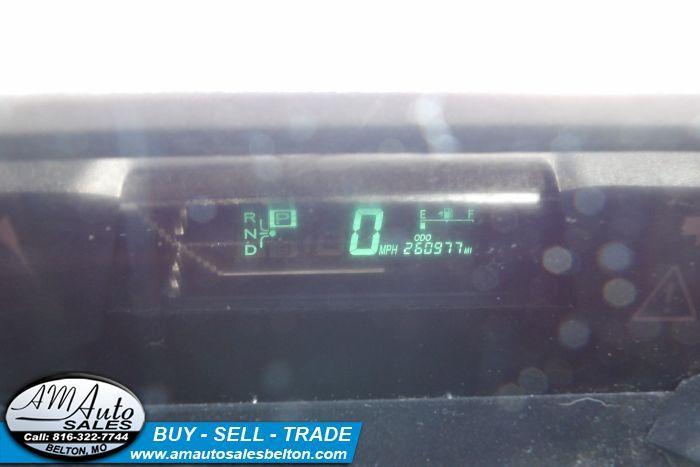 R
N
D
P
0 MPH
E F
ODO
260977 MI
AM Auto
SALES
Call: 816-322-7744
BELTON, MO
BUY - SELL - TRADE
www.amautosalesbelton.com